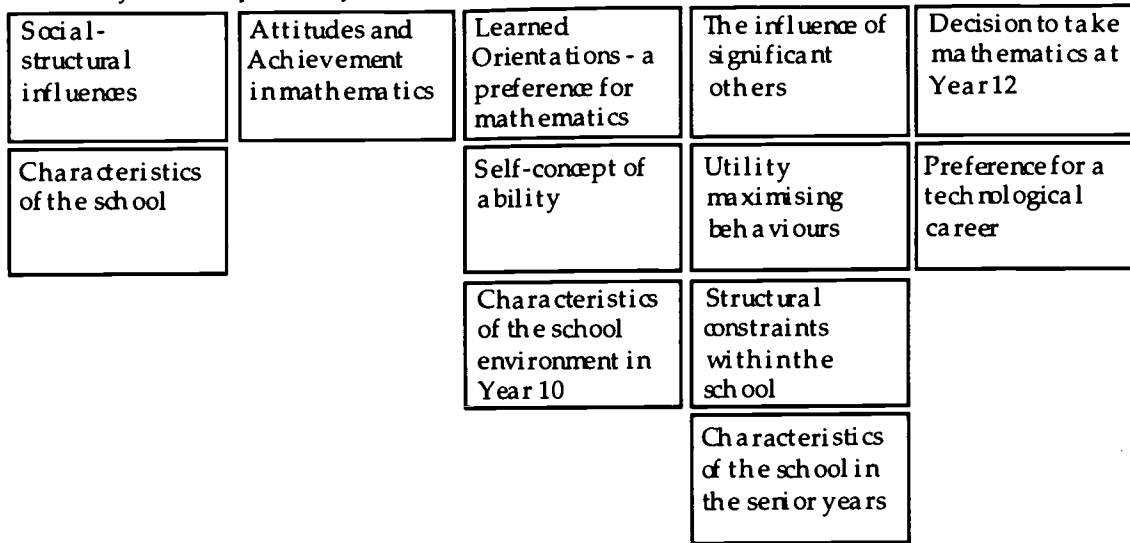 Social-
structural
influences
Attitudes and
Achievement
in mathematics
Learned
Orientations - a
preference for
mathematics
The influence of
significant
others
Decision to take
mathematics at
Year 12
Characteristics
of the school
Self-concept of
ability
Utility
maximising
behaviours
Preference for a
technological
career
Characteristics
of the school
environment in
Year 10
Structural
constraints
within the
school
Characteristics
of the school in
the senior years